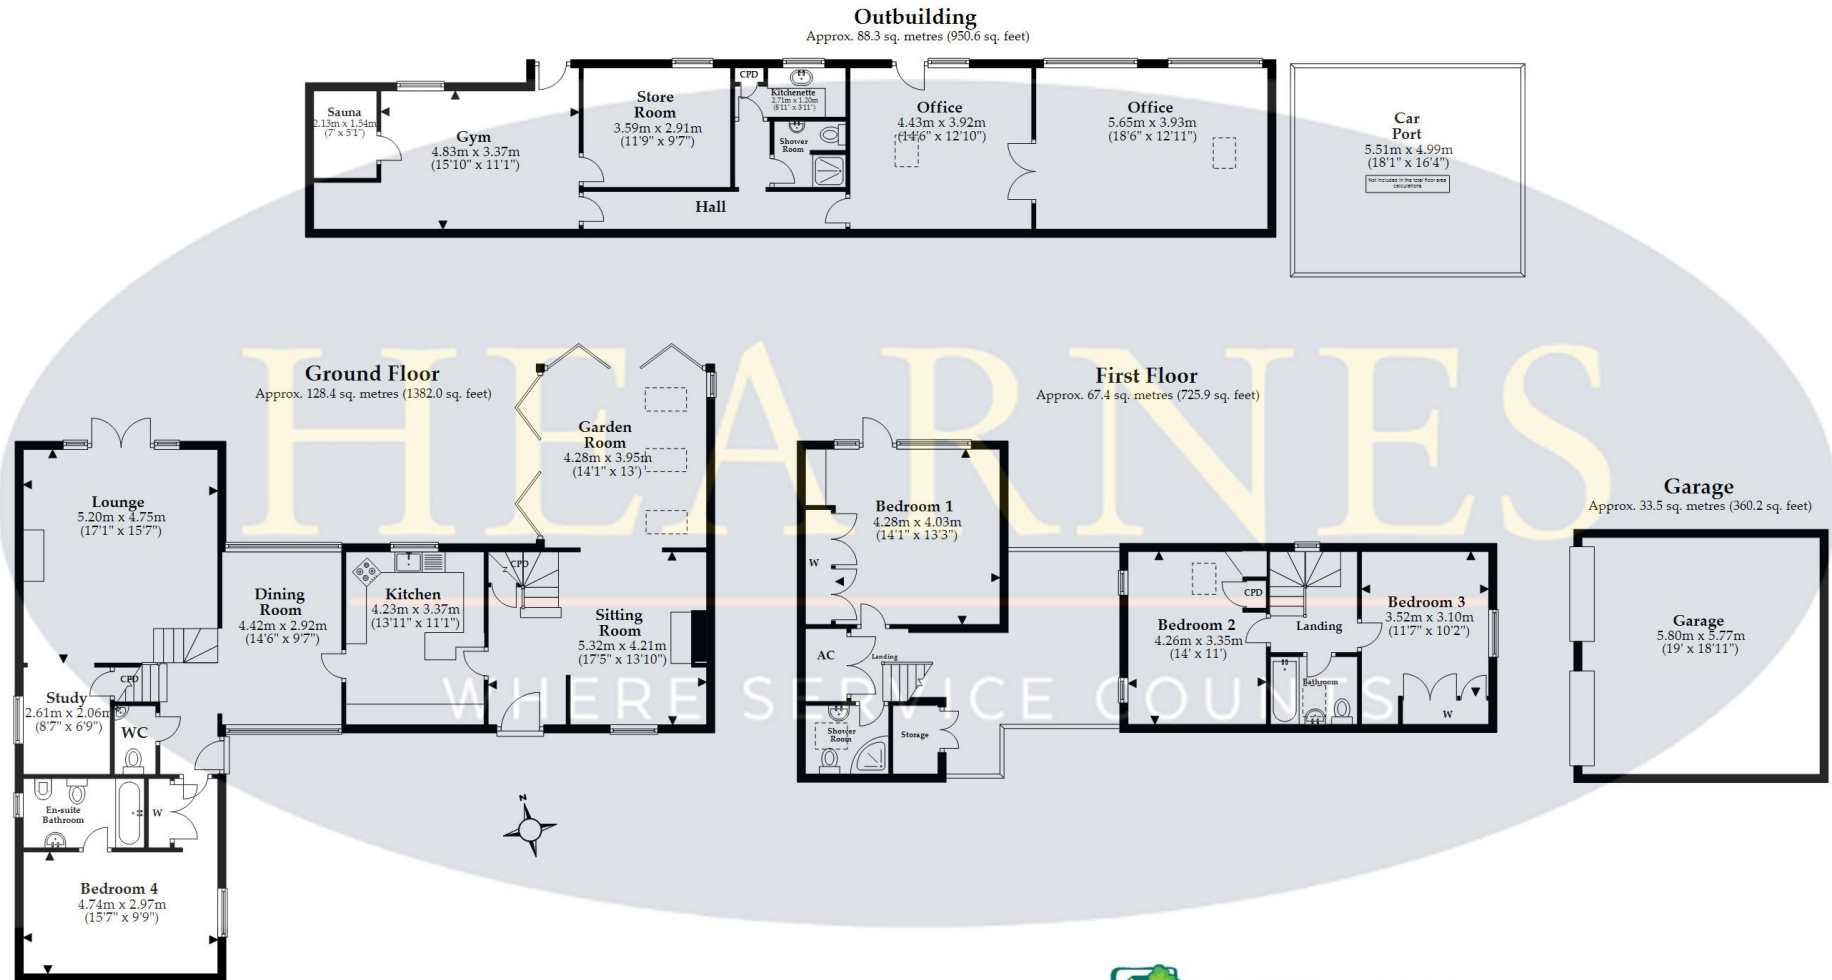 Outbuilding
Approx. 88.3 sq. metres (950.6 sq. feet)
Sauna
2.13m x 1.54m
(7' x 5'1")
Gym
4.83m x 3.37m
(15'10" x 11'1")
Store
Room
3.59m x 2.91m
(11'9" x 9'7")
CPD
Kitchenette
2.71m x 1.20m
(8'11" x 3'11")
Shower
Room
Hall
Office
4.43m x 3.92m
(14'6" x 12'10")
Office
5.65m x 3.93m
(18'6" x 12'11")
Car
Port
5.51m x 4.99m
(18'1" x 16'4")
Not included in the total floor area
calculations
HEARNES
WHERE SERVICE COUNTS
Ground Floor
Approx. 128.4 sq. metres (1382.0 sq. feet)
Garden
Room
4.28m x 3.95m
(14'1" x 13')
Lounge
5.20m x 4.75m
(17'1" x 15'7")
Dining
Room
4.42m x 2.92m
(14'6" x 9'7")
Kitchen
4.23m x 3.37m
(13'11" x 11'1")
CPD
Sitting
Room
5.32m x 4.21m
(17'5" x 13'10")
CPD
Study
2.61m x 2.06m
(8'7" x 6'9")
WC
En-suite
Bathroom
W
Bedroom 4
4.74m x 2.97m
(15'7" x 9'9")
N
First Floor
Approx. 67.4 sq. metres (725.9 sq. feet)
Bedroom 1
4.28m x 4.03m
(14'1" x 13'3")
W
AC
Landing
Shower
Room
Storage
Bedroom 2
4.26m x 3.35m
(14' x 11')
CPD
Landing
Bathroom
Bedroom 3
3.52m x 3.10m
(11'7" x 10'2")
W
Garage
Approx. 33.5 sq. metres (360.2 sq. feet)
Garage
5.80m x 5.77m
(19' x 18'11")